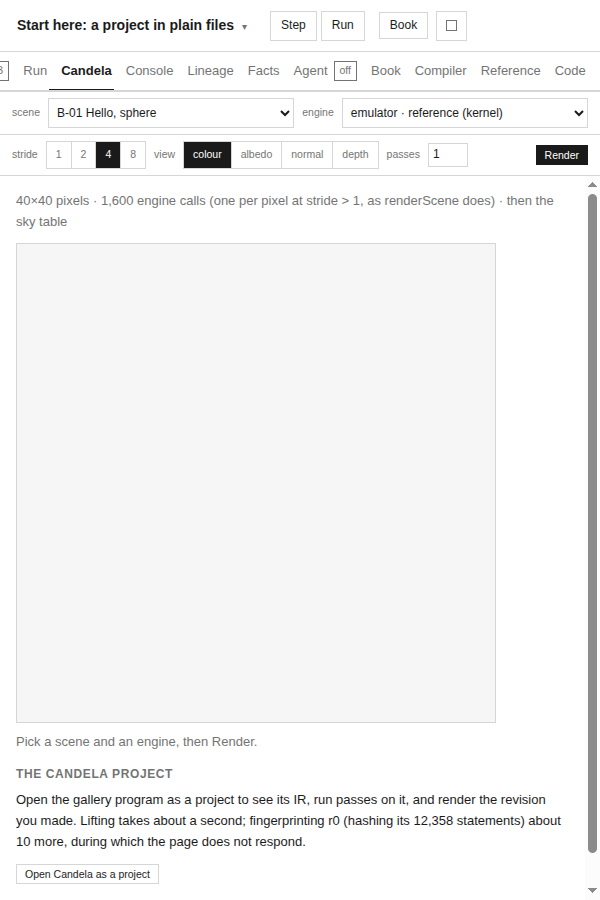 Start here: a project in plain files ▾ Step Run Book
Run Candela Console Lineage Facts Agent off Book Compiler Reference Code
scene B-01 Hello, sphere engine emulator · reference (kernel)
stride 1 2 4 8 view colour albedo normal depth passes 1 Render
40×40 pixels · 1,600 engine calls (one per pixel at stride > 1, as renderScene does) · then the
sky table
Pick a scene and an engine, then Render.
THE CANDELA PROJECT
Open the gallery program as a project to see its IR, run passes on it, and render the revision
you made. Lifting takes about a second; fingerprinting r0 (hashing its 12,358 statements) about
10 more, during which the page does not respond.
Open Candela as a project